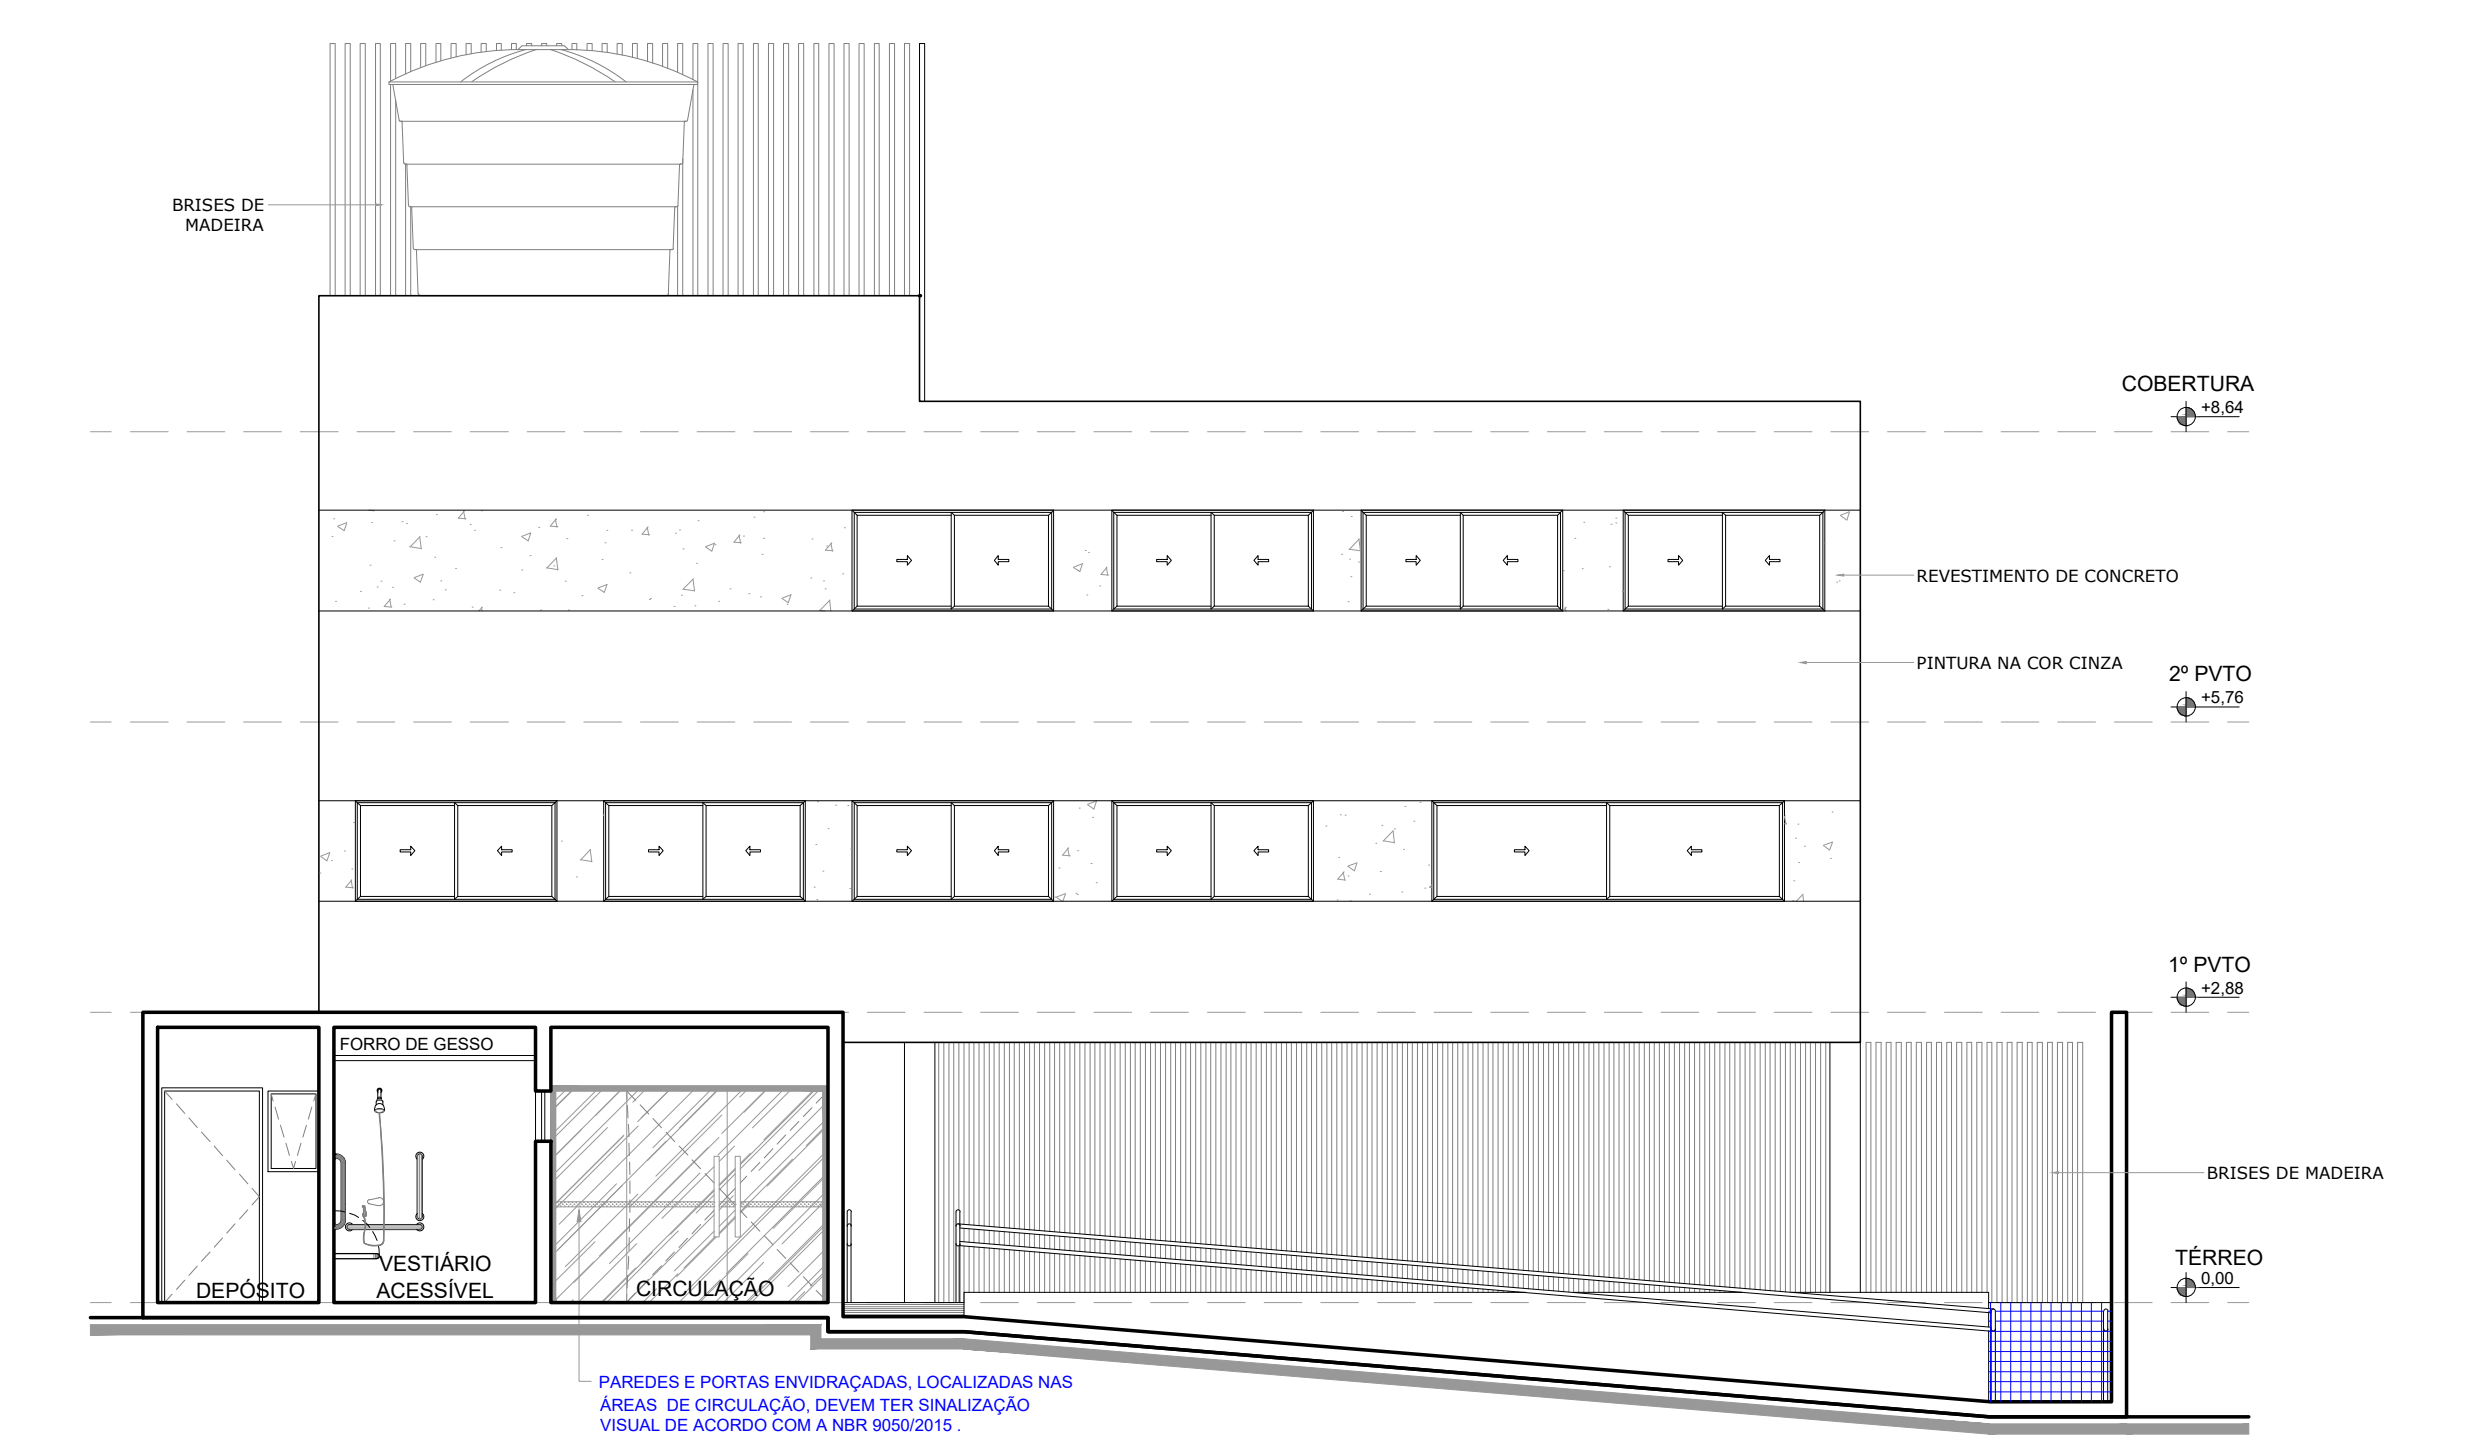 BRISES DE
MADEIRA
COBERTURA
+8,64
REVESTIMENTO DE CONCRETO
PINTURA NA COR CINZA
2º PVTO
+5,76
1º PVTO
+2,88
FORRO DE GESSO
BRISES DE MADEIRA
VESTIÁRIO
ACESSÍVEL
DEPÓSITO
CIRCULAÇÃO
TÉRREO
0,00
PAREDES E PORTAS ENVIDRAÇADAS, LOCALIZADAS NAS
ÁREAS DE CIRCULAÇÃO, DEVEM TER SINALIZAÇÃO
VISUAL DE ACORDO COM A NBR 9050/2015 .